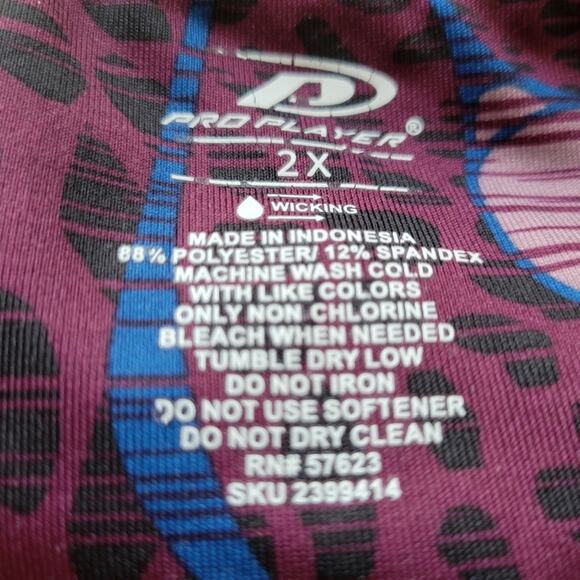 PRO PLAYER®
2X
WICKING
MADE IN INDONESIA
88% POLYESTER/ 12% SPANDEX
MACHINE WASH COLD
WITH LIKE COLORS
ONLY NON CHLORINE
BLEACH WHEN NEEDED
TUMBLE DRY LOW
DO NOT IRON
DO NOT USE SOFTENER
DO NOT DRY CLEAN
RN# 57623
SKU 2399414